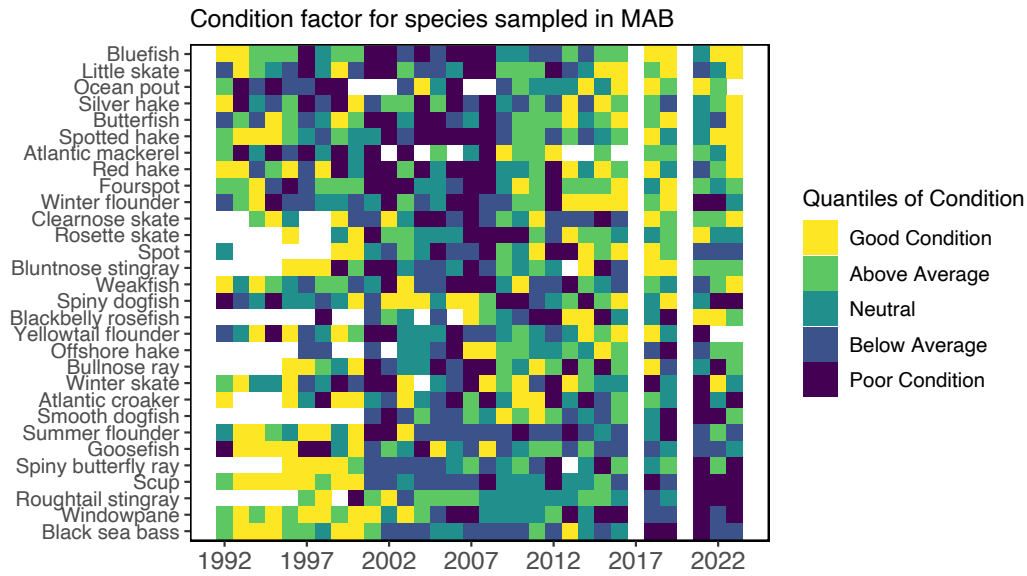 Condition factor for species sampled in MAB
Bluefish
Little skate
Ocean pout
Silver hake
Butterfish
Spotted hake
Atlantic mackerel
Red hake
Fourspot
Winter flounder
Clearnose skate
Rosette skate
Spot
Bluntnose stingray
Weakfish
Spiny dogfish
Blackbelly rosefish
Yellowtail flounder
Offshore hake
Bullnose ray
Winter skate
Atlantic croaker
Smooth dogfish
Summer flounder
Goosefish
Spiny butterfly ray
Scup
Roughtail stingray
Windowpane
Black sea bass
1992 1997 2002 2007 2012 2017 2022
Quantiles of Condition
Good Condition
Above Average
Neutral
Below Average
Poor Condition